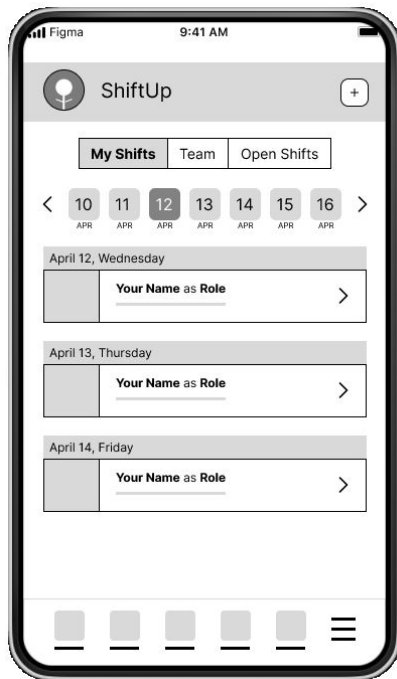 Figma 9:41 AM
ShiftUp +
My Shifts Team Open Shifts
10 11 12 13 14 15 16
APR APR APR APR APR APR APR
April 12, Wednesday
Your Name as Role
April 13, Thursday
Your Name as Role
April 14, Friday
Your Name as Role